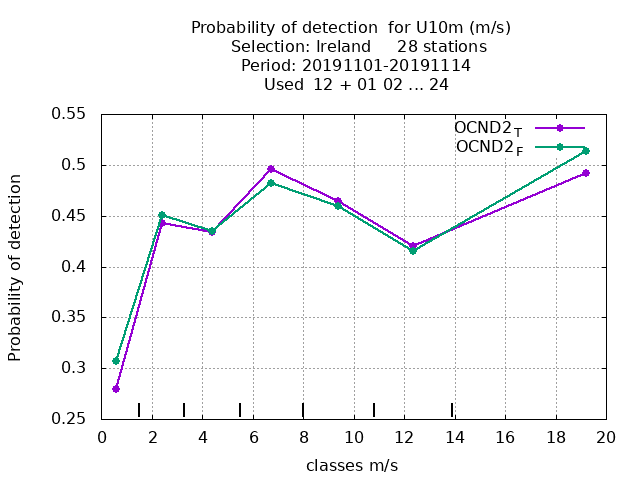 Probability of detection  for U10m (m/s)
Selection: Ireland     28 stations
Period: 20191101-20191114
Used  12 + 01 02 ... 24
OCND2T
OCND2F
Probability of detection
0.55
0.5
0.45
0.4
0.35
0.3
0.25
0 2 4 6 8 10 12 14 16 18 20
classes m/s